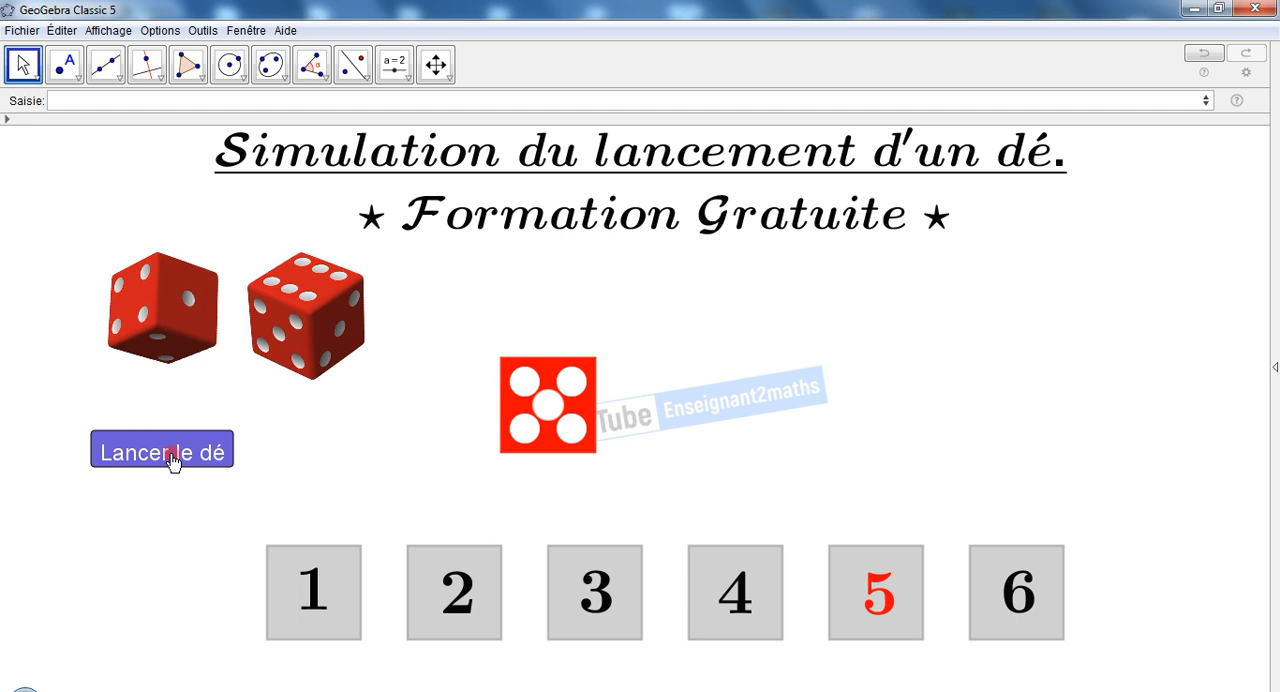 GeoGebra Classic 5
Fichier Éditer Affichage Options Outils Fenêtre Aide
A
α
a=2
Saisie:
Simulation du lancement d'un dé.
★ Formation Gratuite ★
Tube Enseignant2maths
Lancer le dé
1 2 3 4 5 6